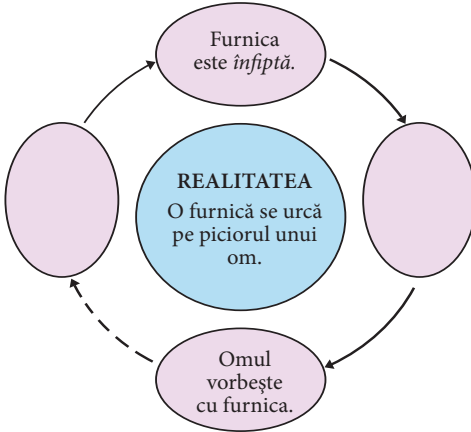 Furnica
este înfiptă.
REALITATEA
O furnică se urcă
pe piciorul unui
om.
Omul
vorbește
cu furnica.